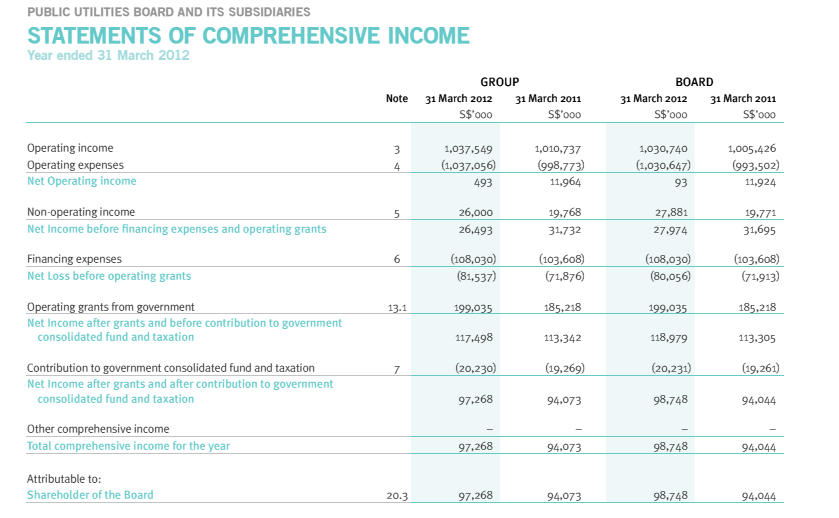 PUBLIC UTILITIES BOARD AND ITS SUBSIDIARIES
STATEMENTS OF COMPREHENSIVE INCOME
Year ended 31 March 2012
GROUP BOARD
Note 31 March 2012 31 March 2011 31 March 2012 31 March 2011
S$'000 S$'000 S$'000 S$'000
Operating income 3 1,037,549 1,010,737 1,030,740 1,005,426
Operating expenses 4 (1,037,056) (998,773) (1,030,647) (993,502)
Net Operating income 493 11,964 93 11,924
Non-operating income 5 26,000 19,768 27,881 19,771
Net Income before financing expenses and operating grants 26,493 31,732 27,974 31,695
Financing expenses 6 (108,030) (103,608) (108,030) (103,608)
Net Loss before operating grants (81,537) (71,876) (80,056) (71,913)
Operating grants from government 13.1 199,035 185,218 199,035 185,218
Net Income after grants and before contribution to government
consolidated fund and taxation 117,498 113,342 118,979 113,305
Contribution to government consolidated fund and taxation 7 (20,230) (19,269) (20,231) (19,261)
Net Income after grants and after contribution to government
consolidated fund and taxation 97,268 94,073 98,748 94,044
Other comprehensive income – – – –
Total comprehensive income for the year 97,268 94,073 98,748 94,044
Attributable to:
Shareholder of the Board 20.3 97,268 94,073 98,748 94,044